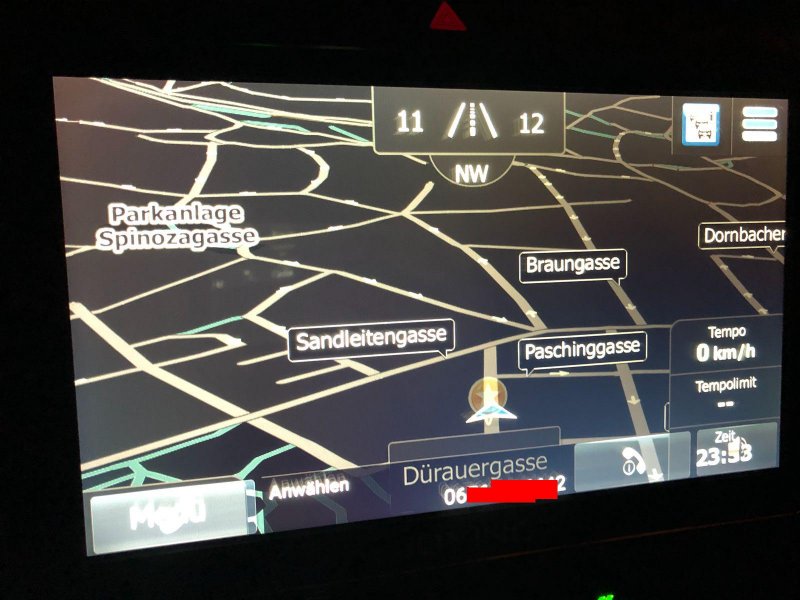 11
12
NW
Parkanlage
Spinozagasse
Dornbacher
Braungasse
Sandleitengasse
Paschinggasse
Tempo
0 km/h
Tempolimit
--
Zeit
23:53
Dürauergasse
Anwählen
06
Menü